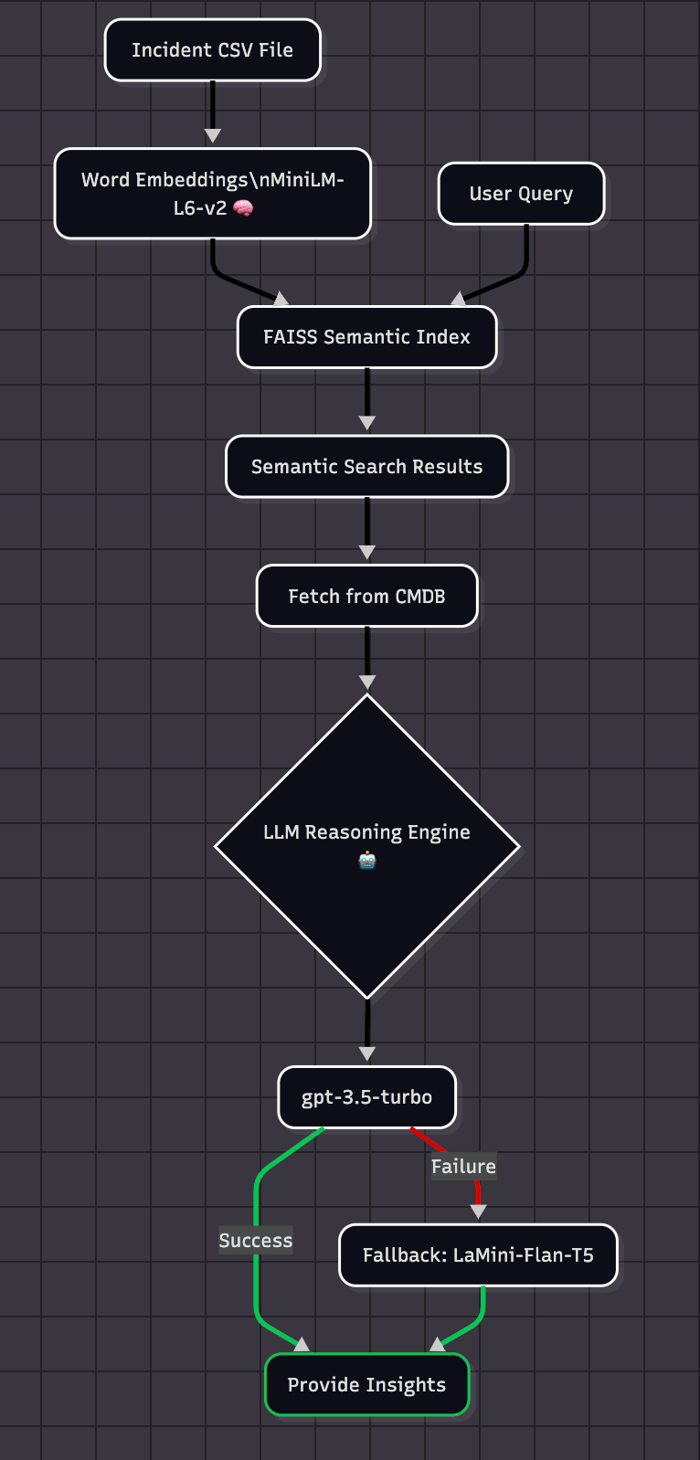 Incident CSV File
Word Embeddings\nMiniLM-
L6-v2 🧠
User Query
FAISS Semantic Index
Semantic Search Results
Fetch from CMDB
LLM Reasoning Engine
🤖
gpt-3.5-turbo
Failure
Success
Fallback: LaMini-Flan-T5
Provide Insights